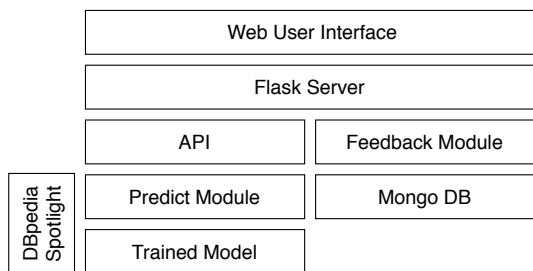 Web User Interface
Flask Server
API
Feedback Module
DBpedia
Spotlight
Predict Module
Mongo DB
Trained Model